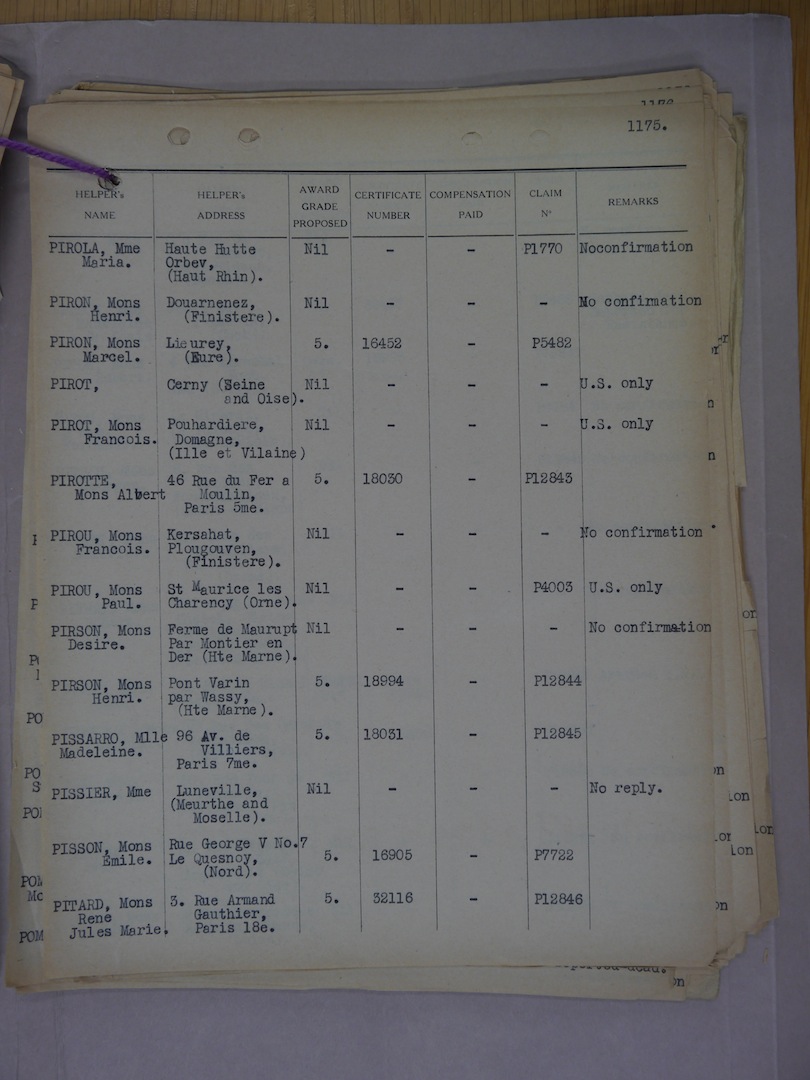 1175.
HELPER's NAME | HELPER's ADDRESS | AWARD GRADE PROPOSED | CERTIFICATE NUMBER | COMPENSATION PAID | CLAIM Nº | REMARKS
PIROLA, Mme | Haute Hutte | Nil | - | - | P1770 | Noconfirmation
Maria. | Orbev,
(Haut Rhin).
PIRON, Mons | Douarnenez, | Nil | - | - | - | No confirmation
Henri. | (Finistere).
PIRON, Mons | Lieurey, | 5. | 16452 | - | P5482
Marcel. | (Eure).
PIROT, | Cerny (Seine | Nil | - | - | - | U.S. only
and Oise).
PIROT, Mons | Pouhardiere, | Nil | - | - | - | U.S. only
Francois. | Domagne,
(Ille et Vilaine)
PIROTTE, | 46 Rue du Fer a | 5. | 18030 | - | P12843
Mons Albert | Moulin,
Paris 5me.
PIROU, Mons | Kersahat, | Nil | - | - | - | No confirmation
Francois. | Plougouven,
(Finistere).
PIROU, Mons | St Maurice les | Nil | - | - | P4003 | U.S. only
Paul. | Charency (Orne).
PIRSON, Mons | Ferme de Maurupt | Nil | - | - | - | No confirmation
Desire. | Par Montier en
Der (Hte Marne).
PIRSON, Mons | Pont Varin | 5. | 18994 | - | P12844
Henri. | par Wassy,
(Hte Marne).
PISSARRO, Mlle | 96 Av. de | 5. | 18031 | - | P12845
Madeleine. | Villiers,
Paris 7me.
PISSIER, Mme | Luneville, | Nil | - | - | - | No reply.
(Meurthe and
Moselle).
PISSON, Mons | Rue George V No.7
Emile. | Le Quesnoy, | 5. | 16905 | - | P7722
(Nord).
PITARD, Mons | 3. Rue Armand | 5. | 32116 | - | P12846
Rene | Gauthier,
Jules Marie. | Paris 18e.